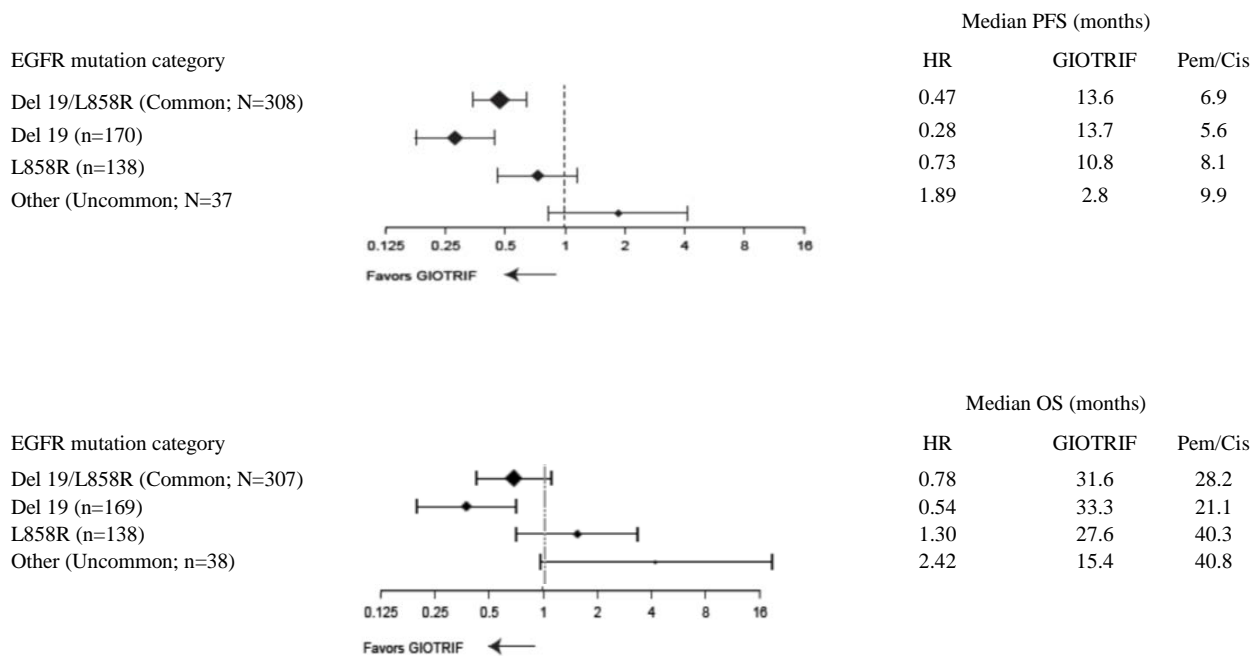 Median PFS (months)
EGFR mutation category HR GIOTRIF Pem/Cis
Del 19/L858R (Common; N=308) 0.47 13.6 6.9
Del 19 (n=170) 0.28 13.7 5.6
L858R (n=138) 0.73 10.8 8.1
Other (Uncommon; N=37 1.89 2.8 9.9
0.125 0.25 0.5 1 2 4 8 16
Favors GIOTRIF
Median OS (months)
EGFR mutation category HR GIOTRIF Pem/Cis
Del 19/L858R (Common; N=307) 0.78 31.6 28.2
Del 19 (n=169) 0.54 33.3 21.1
L858R (n=138) 1.30 27.6 40.3
Other (Uncommon; n=38) 2.42 15.4 40.8
0.125 0.25 0.5 1 2 4 8 16
Favors GIOTRIF